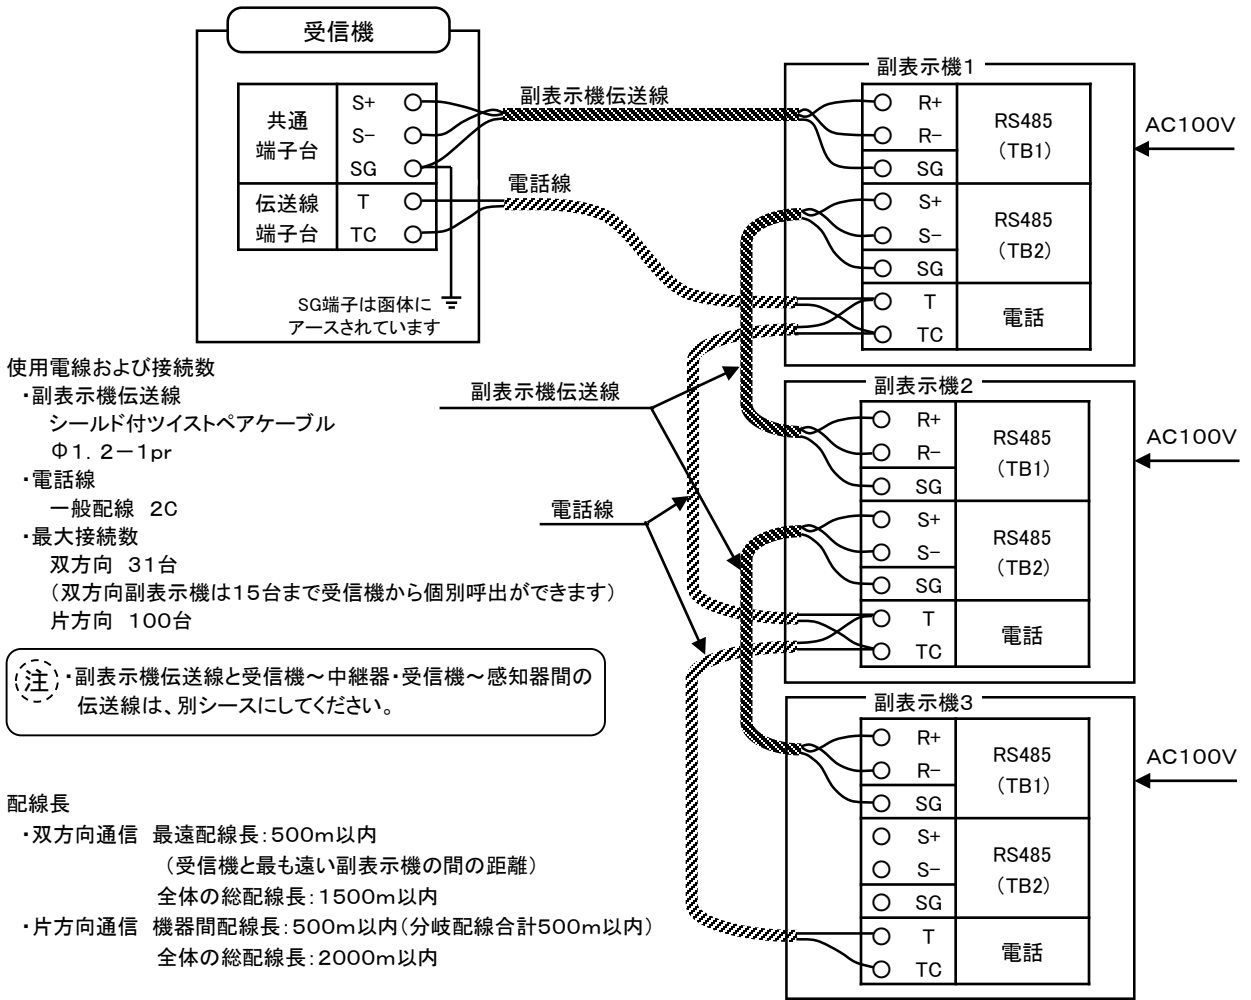 受信機
共通
端子台
S+
S-
SG
伝送線
端子台
T
TC
SG端子は函体に
アースされています
副表示機伝送線
電話線
副表示機1
R+
R-
SG
RS485
(TB1)
S+
S-
SG
RS485
(TB2)
T
TC
電話
AC100V
使用電線および接続数
・副表示機伝送線
シールド付ツイストペアケーブル
Φ1.2-1pr
・電話線
一般配線 2C
・最大接続数
双方向 31台
(双方向副表示機は15台まで受信機から個別呼出ができます)
片方向 100台
副表示機伝送線
電話線
副表示機2
R+
R-
SG
RS485
(TB1)
S+
S-
SG
RS485
(TB2)
T
TC
電話
AC100V
注・副表示機伝送線と受信機~中継器・受信機~感知器間の
伝送線は、別シースにしてください。
副表示機3
R+
R-
SG
RS485
(TB1)
S+
S-
SG
RS485
(TB2)
T
TC
電話
AC100V
配線長
・双方向通信 最遠配線長:500m以内
(受信機と最も遠い副表示機の間の距離)
全体の総配線長:1500m以内
・片方向通信 機器間配線長:500m以内(分岐配線合計500m以内)
全体の総配線長:2000m以内